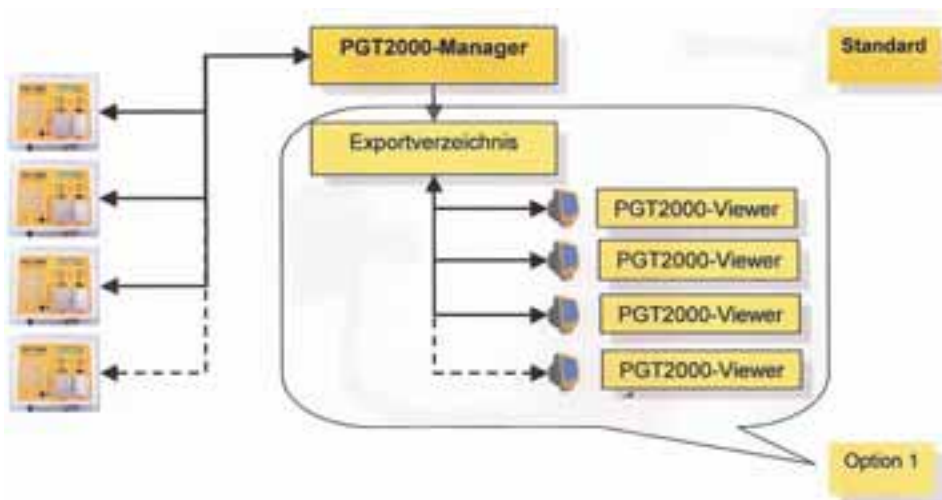 PGT2000-Manager
Standard
Exportverzeichnis
PGT2000-Viewer
PGT2000-Viewer
PGT2000-Viewer
PGT2000-Viewer
Option 1